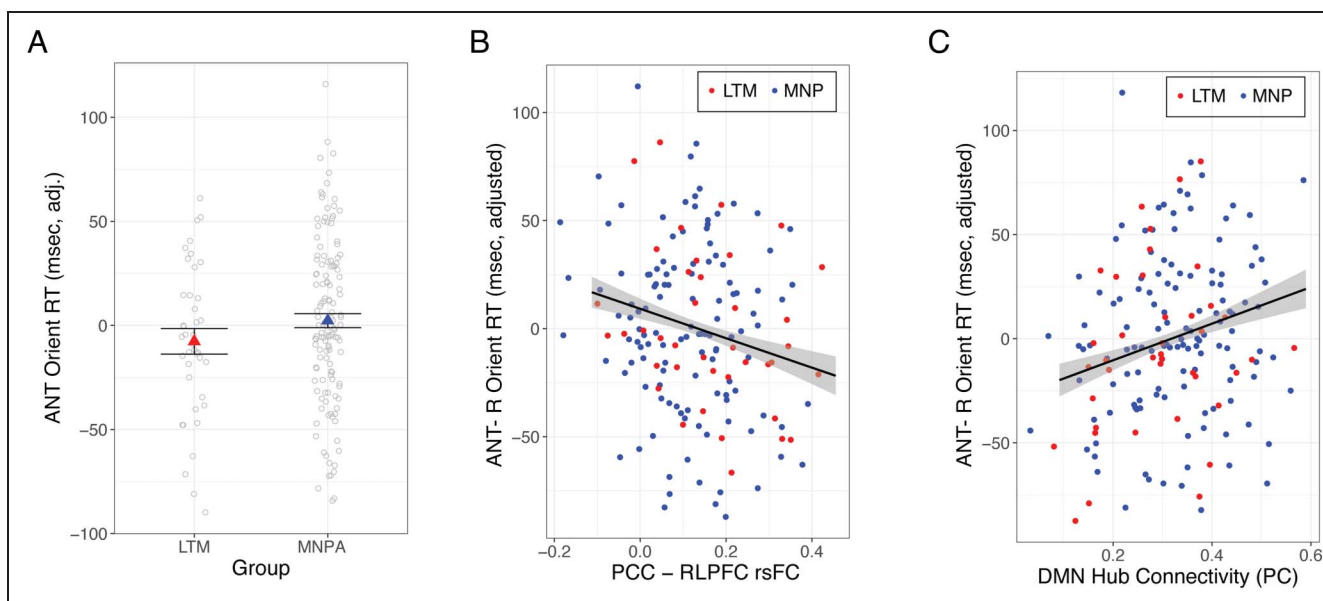 A
ANT Orient RT (msec, adj.)
100
50
0
−50
−100
LTM MNPA
Group
B
LTM MNP
ANT- R Orient RT (msec, adjusted)
100
50
0
−50
−0.2 0.0 0.2 0.4
PCC − RLPFC rsFC
C
LTM MNP
ANT- R Orient RT (msec, adjusted)
100
50
0
−50
0.2 0.4 0.6
DMN Hub Connectivity (PC)